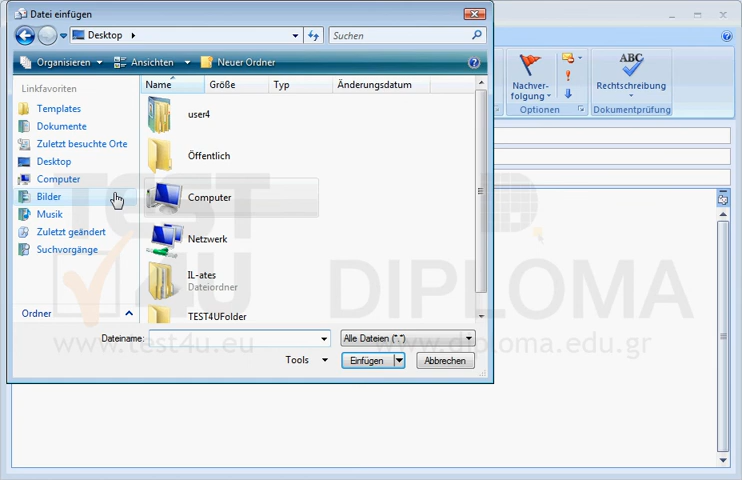 Datei einfügen
Desktop
Suchen
Organisieren
Ansichten
Neuer Ordner
Linkfavoriten
Templates
Dokumente
Zuletzt besuchte Orte
Desktop
Computer
Bilder
Musik
Zuletzt geändert
Suchvorgänge
Ordner
Name Größe Typ Änderungsdatum
user4
Öffentlich
Computer
Netzwerk
IL-ates
Dateiordner
TEST4UFolder
Dateiname:
Alle Dateien (*.*)
Tools
Einfügen
Abbrechen
Nachver-
folgung
Optionen
ABC
Rechtschreibung
Dokumentprüfung
TEST
4U
DIPLOMA
www.test4u.eu
www.diploma.edu.gr